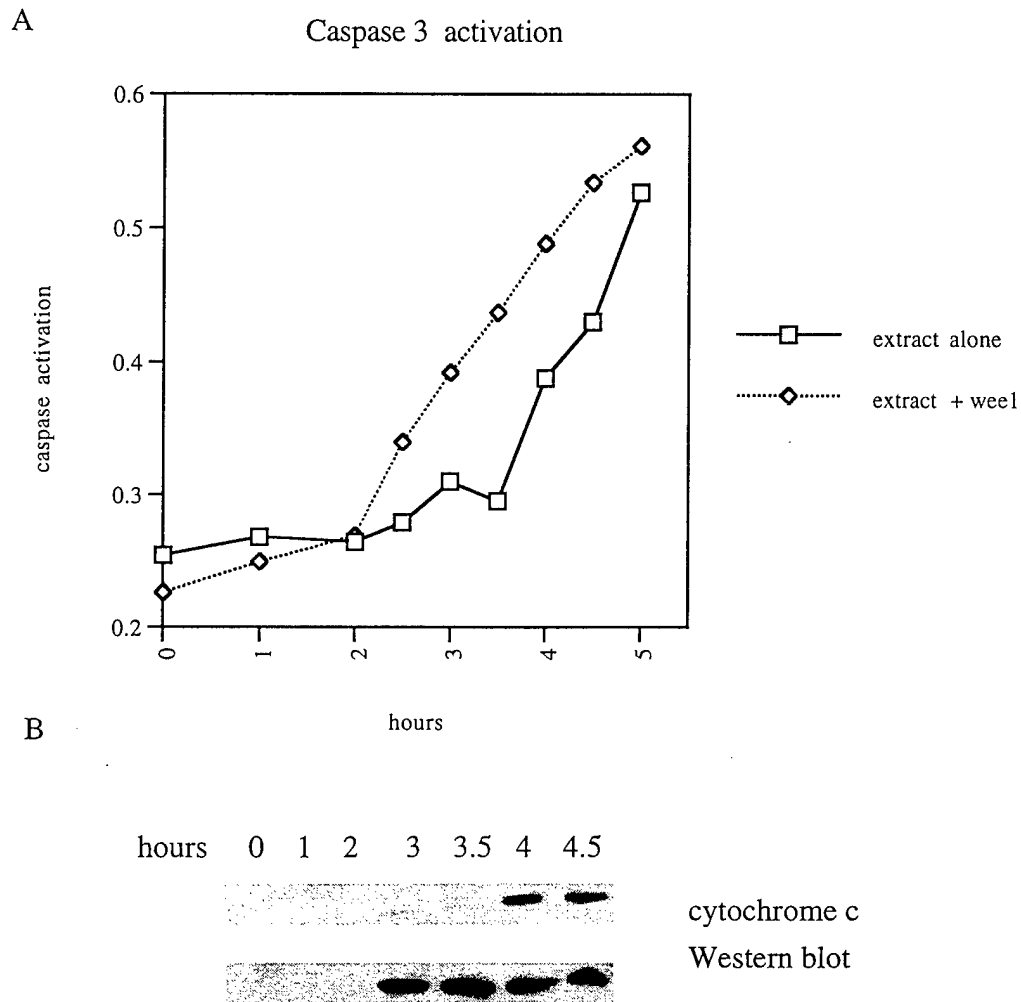 A
Caspase 3 activation
0.6
0.5
0.4
0.3
0.2
caspase activation
0
1
2
3
4
5
hours
extract alone
extract + wee1
B
hours 0 1 2 3 3.5 4 4.5
cytochrome c
Western blot